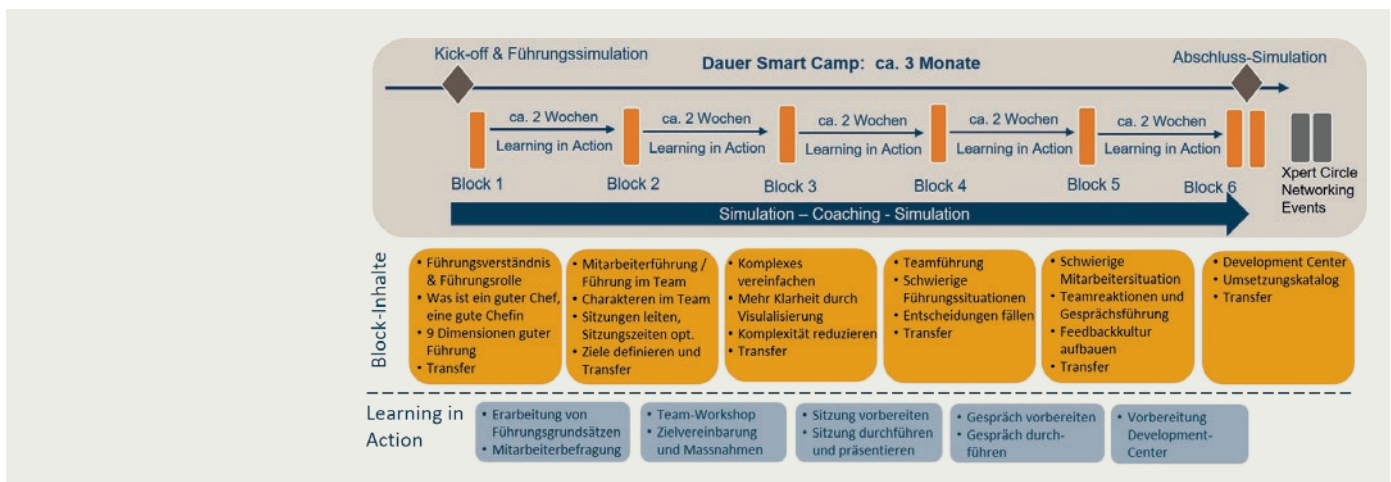 Kick-off & Führungssimulation
Dauer Smart Camp: ca. 3 Monate
Abschluss-Simulation
ca. 2 Wochen
Learning in Action
ca. 2 Wochen
Learning in Action
ca. 2 Wochen
Learning in Action
ca. 2 Wochen
Learning in Action
ca. 2 Wochen
Learning in Action
Block 1
Block 2
Block 3
Block 4
Block 5
Block 6
Xpert Circle
Networking
Events
Simulation – Coaching - Simulation
Block-Inhalte
• Führungsverständnis
& Führungsrolle
• Was ist ein guter Chef,
eine gute Chefin
• 9 Dimensionen guter
Führung
• Transfer
• Mitarbeiterführung /
Führung im Team
• Charakteren im Team
• Sitzungen leiten,
Sitzungszeiten opt.
• Ziele definieren und
Transfer
• Komplexes
vereinfachen
• Mehr Klarheit durch
Visulalisierung
• Komplexität reduzieren
• Transfer
• Teamführung
• Schwierige
Führungssituationen
• Entscheidungen fällen
• Transfer
• Schwierige
Mitarbeitersituation
• Teamreaktionen und
Gesprächsführung
• Feedbackkultur
aufbauen
• Transfer
• Development Center
• Umsetzungskatalog
• Transfer
Learning in
Action
• Erarbeitung von
Führungsgrundsätzen
• Mitarbeiterbefragung
• Team-Workshop
• Zielvereinbarung
und Massnahmen
• Sitzung vorbereiten
• Sitzung durchführen
und präsentieren
• Gespräch vorbereiten
• Gespräch durch-
führen
• Vorbereitung
Development-
Center